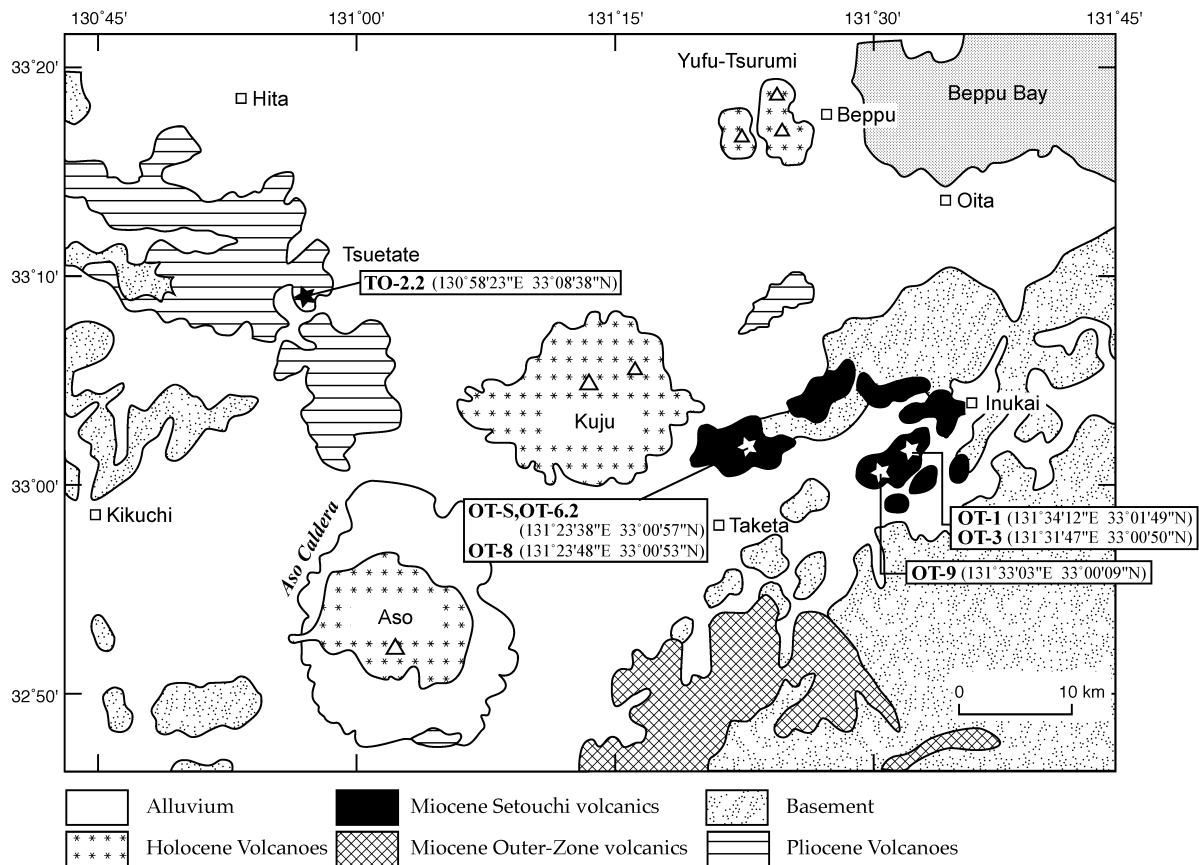 130˚45'
131˚00'
131˚15'
131˚30'
131˚45'
33˚20'
33˚10'
33˚00'
32˚50'
Yufu-Tsurumi
Beppu Bay
Hita
Beppu
Oita
Tsuetate
TO-2.2 (130˚58'23"E 33˚08'38"N)
Kuju
Inukai
Kikuchi
Aso Caldera
OT-S,OT-6.2
(131˚23'38"E 33˚00'57"N)
OT-8 (131˚23'48"E 33˚00'53"N)
Taketa
OT-1 (131˚34'12"E 33˚01'49"N)
OT-3 (131˚31'47"E 33˚00'50"N)
OT-9 (131˚33'03"E 33˚00'09"N)
Aso
0 10 km
Alluvium
Miocene Setouchi volcanics
Basement
Holocene Volcanoes
Miocene Outer-Zone volcanics
Pliocene Volcanoes